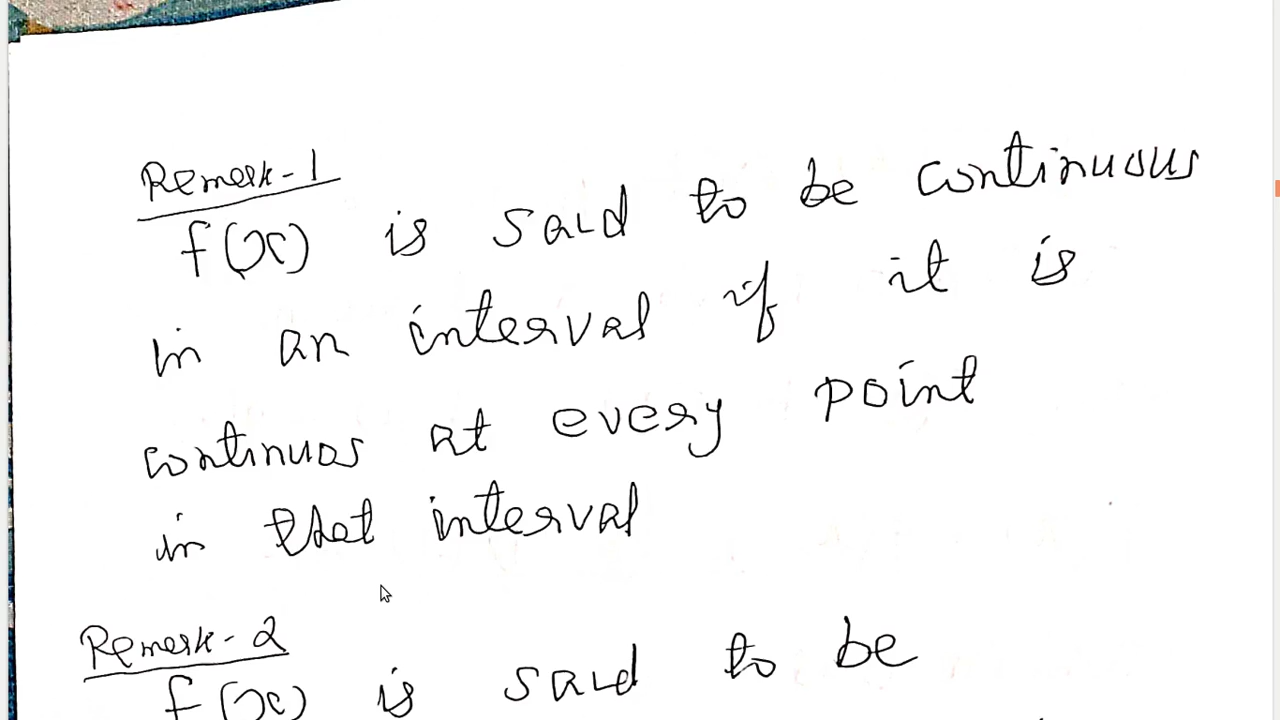 Remark-1
f(x) is said to be continuous
in an interval if it is
continuos at every point
in that interval
Remark-2
f(x) is said to be